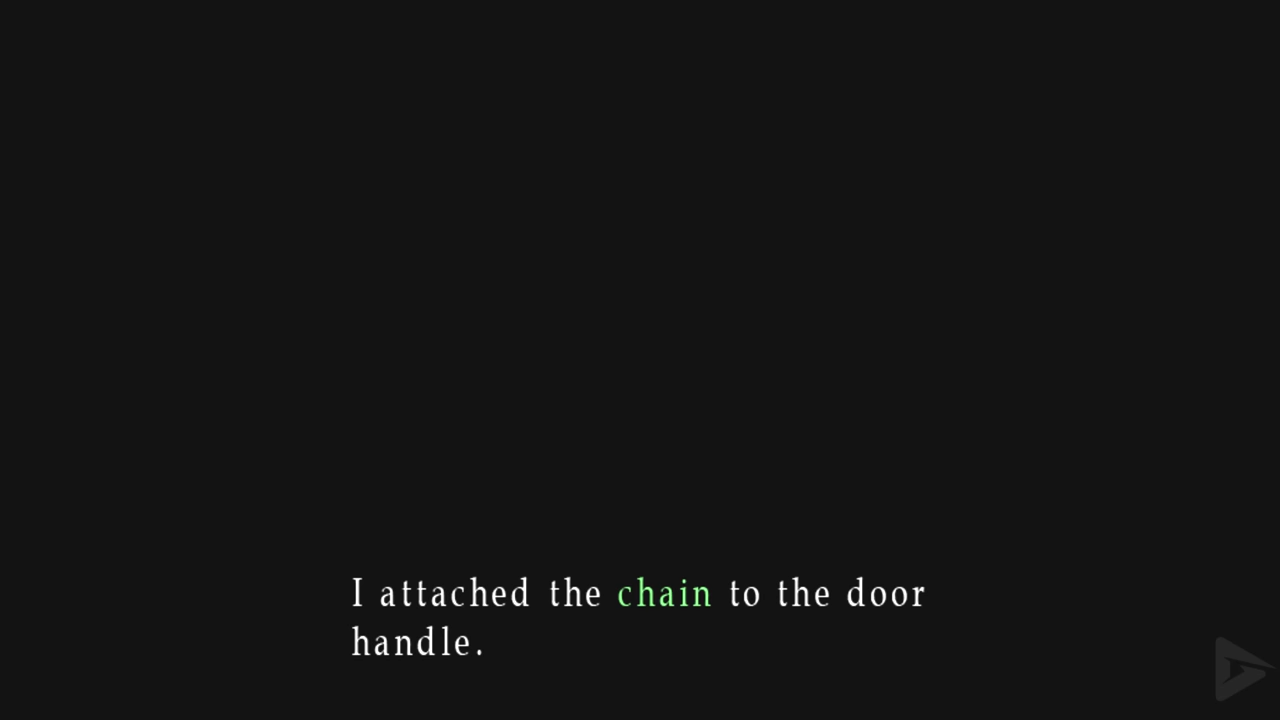 I attached the chain to the door
handle.